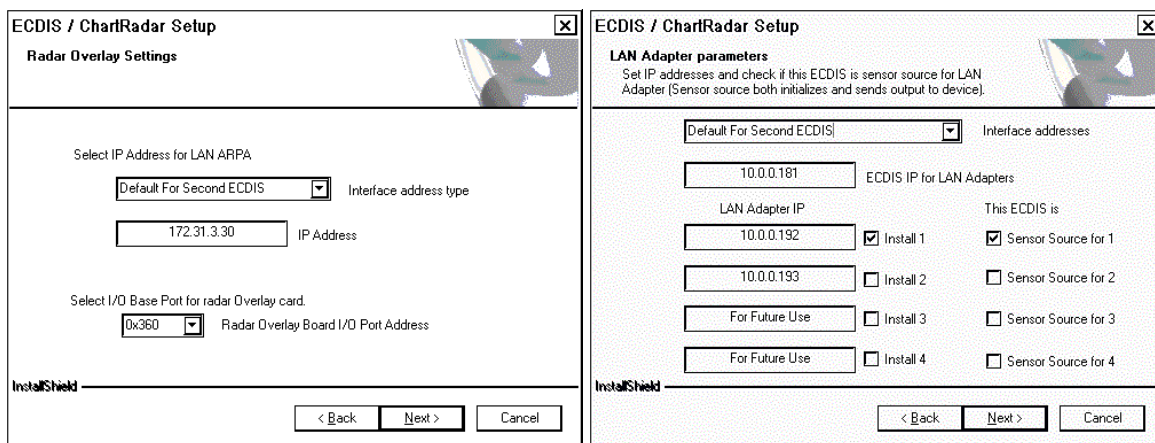 ECDIS / ChartRadar Setup
Radar Overlay Settings
Select IP Address for LAN ARPA
Default For Second ECDIS
Interface address type
172.31.3.30
IP Address
Select I/O Base Port for radar Overlay card.
0x360
Radar Overlay Board I/O Port Address
InstallShield
< Back
Next >
Cancel
ECDIS / ChartRadar Setup
LAN Adapter parameters
Set IP addresses and check if this ECDIS is sensor source for LAN
Adapter (Sensor source both initializes and sends output to device).
Default For Second ECDIS
Interface addresses
10.0.0.181
ECDIS IP for LAN Adapters
LAN Adapter IP
This ECDIS is
10.0.0.192
Install 1
Sensor Source for 1
10.0.0.193
Install 2
Sensor Source for 2
For Future Use
Install 3
Sensor Source for 3
For Future Use
Install 4
Sensor Source for 4
InstallShield
< Back
Next >
Cancel